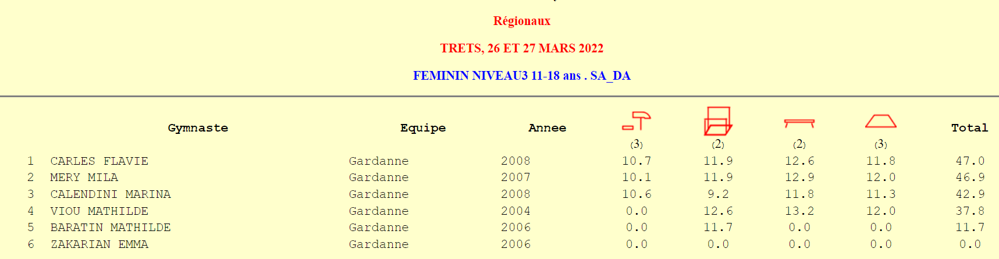 Régionaux
TRETS, 26 ET 27 MARS 2022
FEMININ NIVEAU3 11-18 ans . SA_DA
Gymnaste Equipe Annee Total
(3) (2) (2) (3)
1 CARLES FLAVIE Gardanne 2008 10.7 11.9 12.6 11.8 47.0
2 MERY MILA Gardanne 2007 10.1 11.9 12.9 12.0 46.9
3 CALENDINI MARINA Gardanne 2008 10.6 9.2 11.8 11.3 42.9
4 VIOU MATHILDE Gardanne 2004 0.0 12.6 13.2 12.0 37.8
5 BARATIN MATHILDE Gardanne 2006 0.0 11.7 0.0 0.0 11.7
6 ZAKARIAN EMMA Gardanne 2006 0.0 0.0 0.0 0.0 0.0